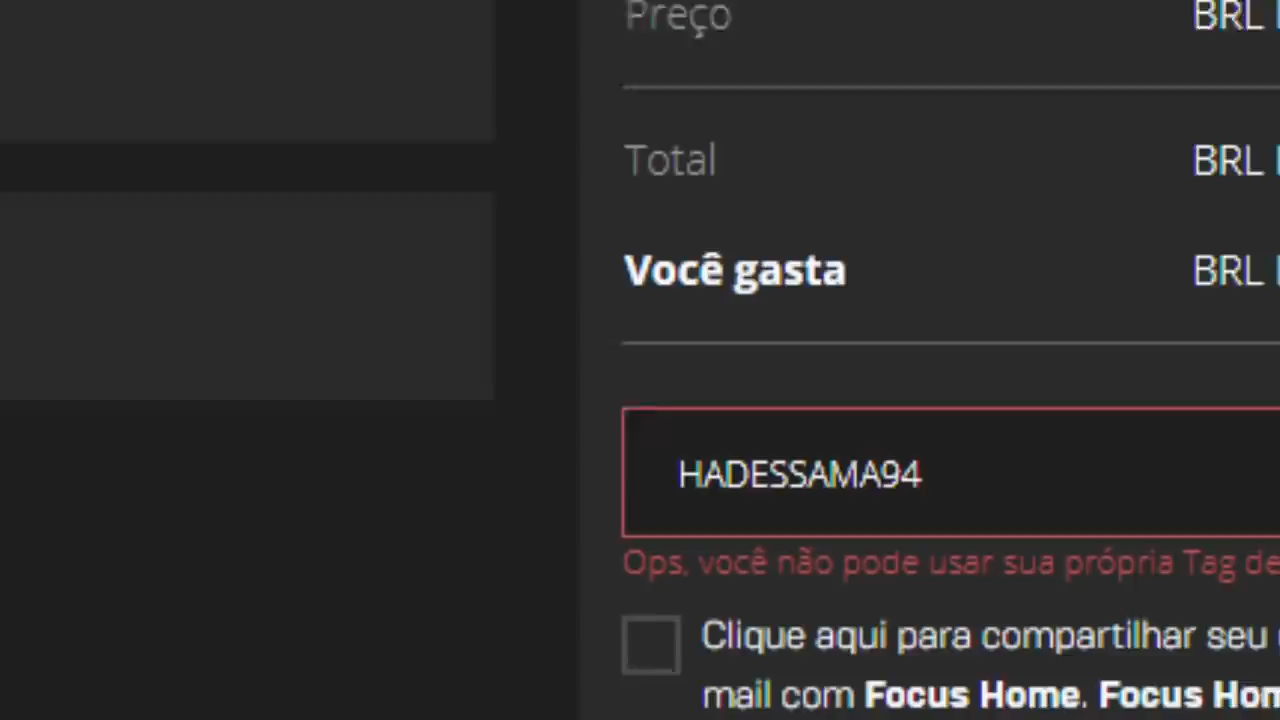 Preço BRL
Total BRL
Você gasta BRL
HADESSAMA94
Ops, você não pode usar sua própria Tag de
Clique aqui para compartilhar seu
mail com Focus Home. Focus Hom